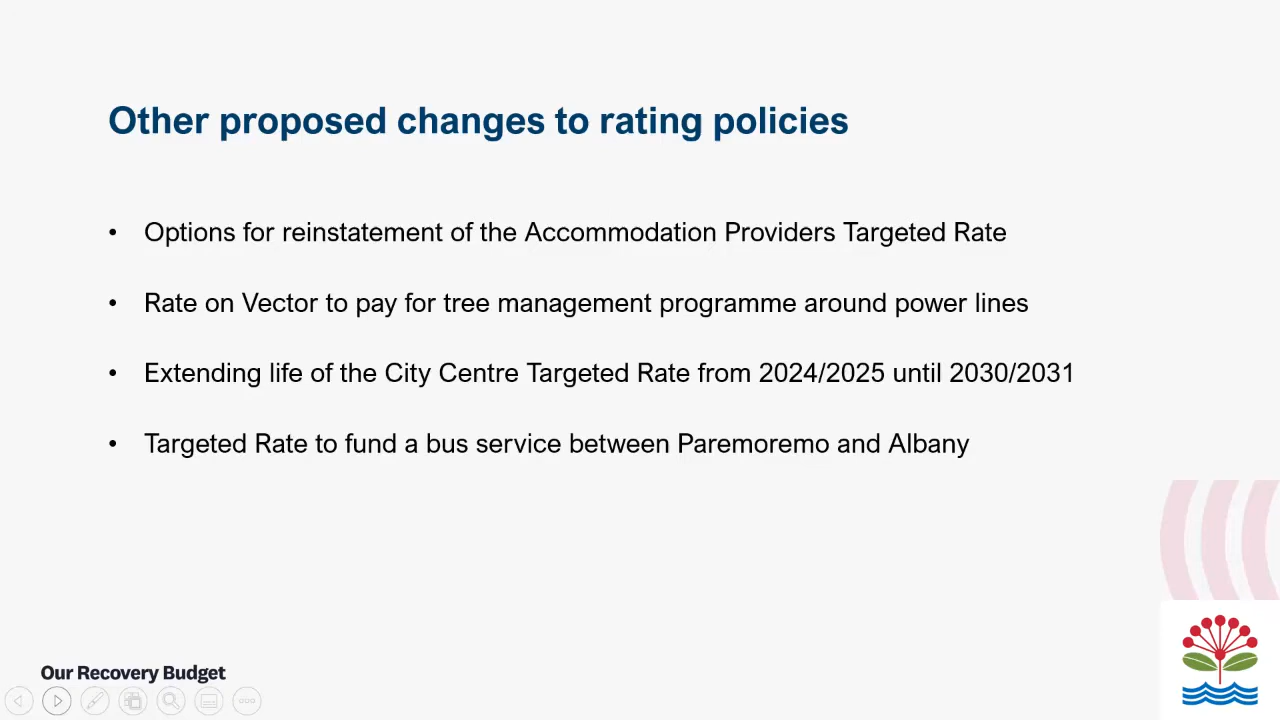 Other proposed changes to rating policies
• Options for reinstatement of the Accommodation Providers Targeted Rate
• Rate on Vector to pay for tree management programme around power lines
• Extending life of the City Centre Targeted Rate from 2024/2025 until 2030/2031
• Targeted Rate to fund a bus service between Paremoremo and Albany
Our Recovery Budget